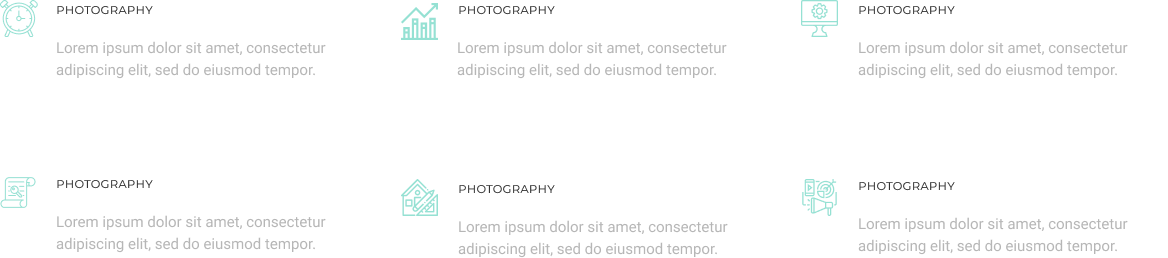 PHOTOGRAPHY
Lorem ipsum dolor sit amet, consectetur
adipiscing elit, sed do eiusmod tempor.
PHOTOGRAPHY
Lorem ipsum dolor sit amet, consectetur
adipiscing elit, sed do eiusmod tempor.
PHOTOGRAPHY
Lorem ipsum dolor sit amet, consectetur
adipiscing elit, sed do eiusmod tempor.
PHOTOGRAPHY
Lorem ipsum dolor sit amet, consectetur
adipiscing elit, sed do eiusmod tempor.
PHOTOGRAPHY
Lorem ipsum dolor sit amet, consectetur
adipiscing elit, sed do eiusmod tempor.
PHOTOGRAPHY
Lorem ipsum dolor sit amet, consectetur
adipiscing elit, sed do eiusmod tempor.